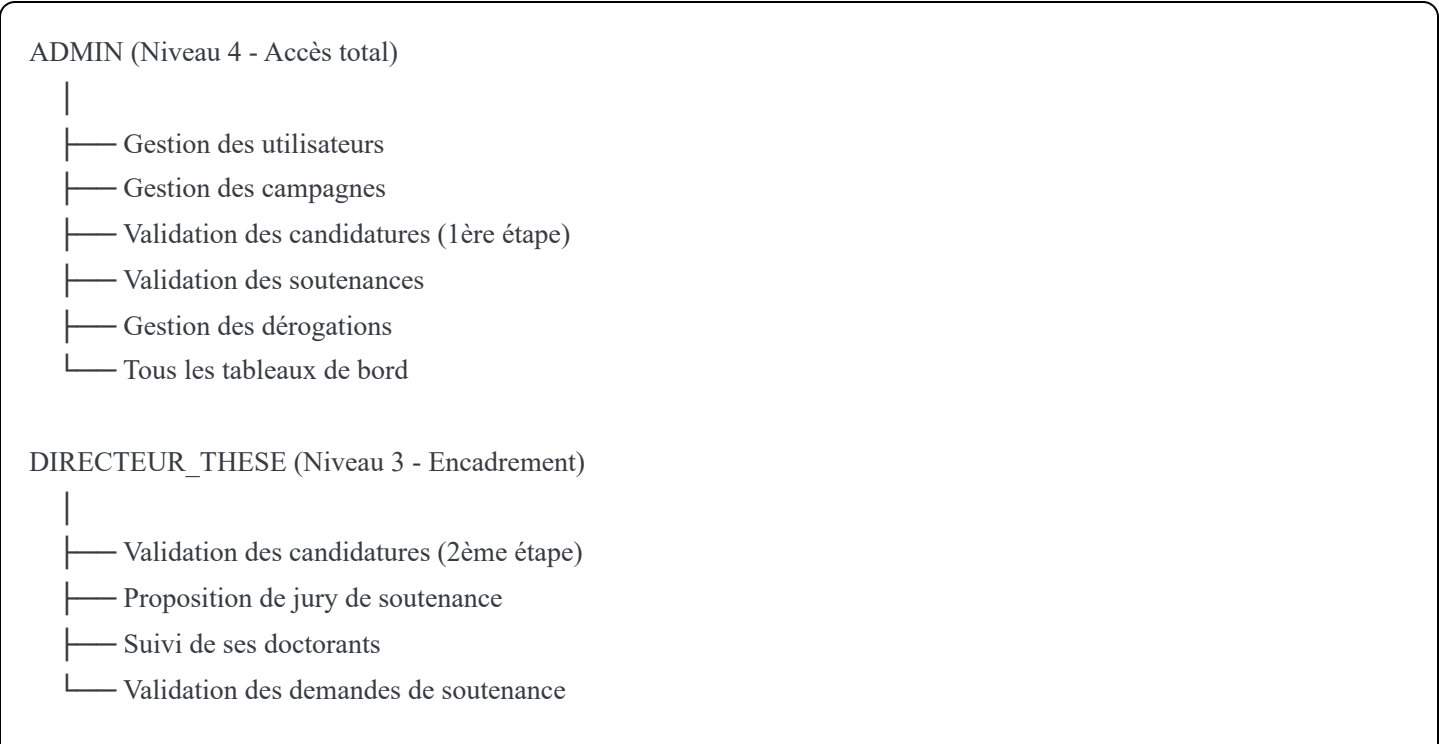 ADMIN (Niveau 4 - Accès total)
│
├── Gestion des utilisateurs
├── Gestion des campagnes
├── Validation des candidatures (1ère étape)
├── Validation des soutenances
├── Gestion des dérogations
└── Tous les tableaux de bord
DIRECTEUR_THESE (Niveau 3 - Encadrement)
│
├── Validation des candidatures (2ème étape)
├── Proposition de jury de soutenance
├── Suivi de ses doctorants
└── Validation des demandes de soutenance